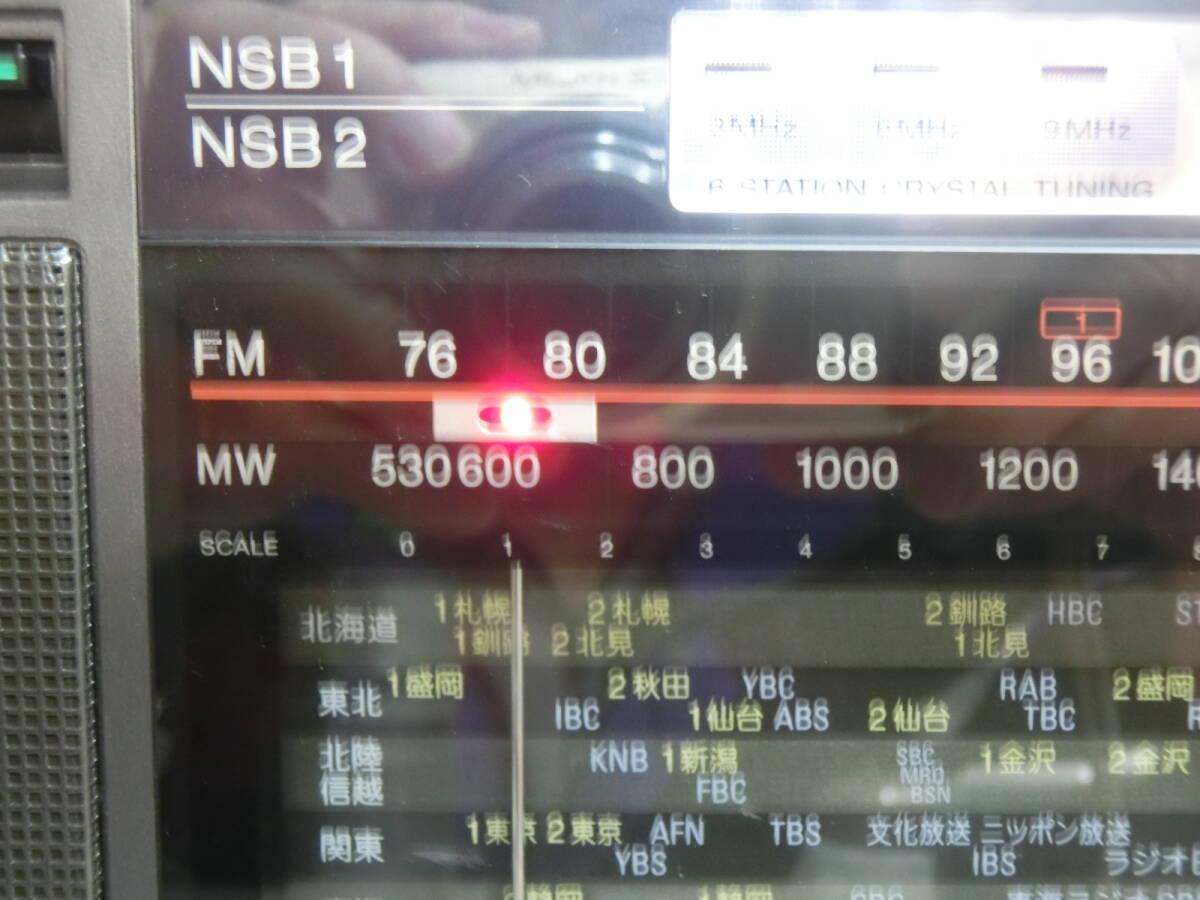 NSB 1
NSB 2
3MHz 6MHz 9MHz
6 STATION CRYSTAL TUNING
1
FM 76 80 84 88 92 96
MW 530 600 800 1000 1200
SCALE 0 1 2 3 4 5 6 7
北海道 1札幌 2札幌 2釧路 HBC
1釧路 2北見 1北見
東北 1盛岡 2秋田 YBC RAB 2盛岡
IBC 1仙台 ABS 2仙台 TBC
北陸 KNB 1新潟 SBC 1金沢 2金沢
信越 FBC MRO
BSN
関東 1東京 2東京 AFN TBS 文化放送 ニッポン放送
YBS IBS